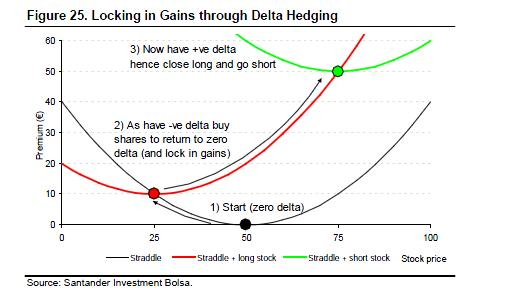 Figure 25. Locking in Gains through Delta Hedging
60
50
40
30
20
10
0
Premium (€)
3) Now have +ve delta
hence close long and go short
2) As have -ve delta buy
shares to return to zero
delta (and lock in gains)
1) Start (zero delta)
0 25 50 75 100
Straddle Straddle + long stock Straddle + short stock Stock price
Source: Santander Investment Bolsa.